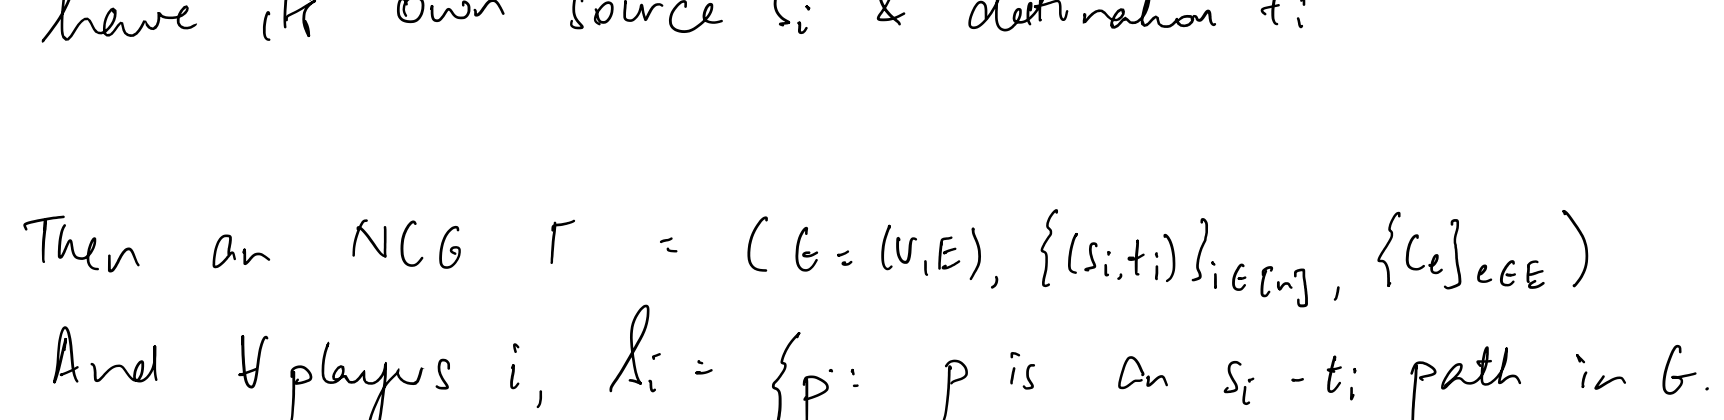 have its own source si & destination ti
Then an NCG Γ = (G = (V,E), {(si,ti)}i∈[n], {Ce}e∈E)
And ∀ players i, Si = {p : p is an si-ti path in G.